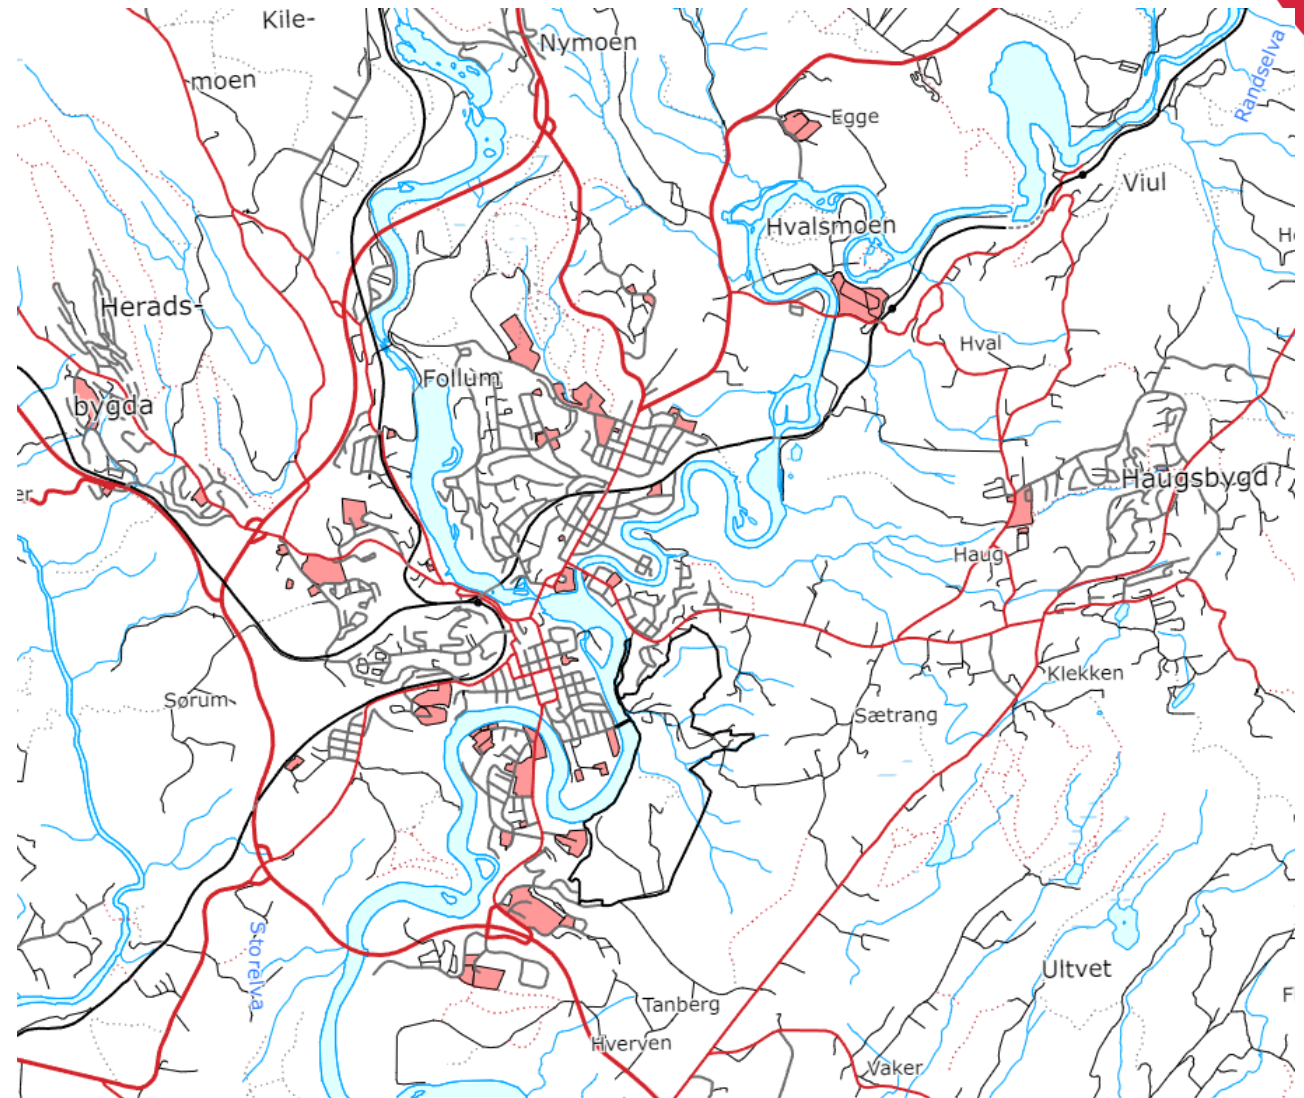 Kile-
Nymoen
moen
Randselva
Egge
Viul
Hvalsmoen
Herads-
Hval
Follum
bygda
Haugsbygd
er
Haug
Klekken
Sørum
Sætrang
Storelva
Ultvet
Tanberg
Hverven
Vaker